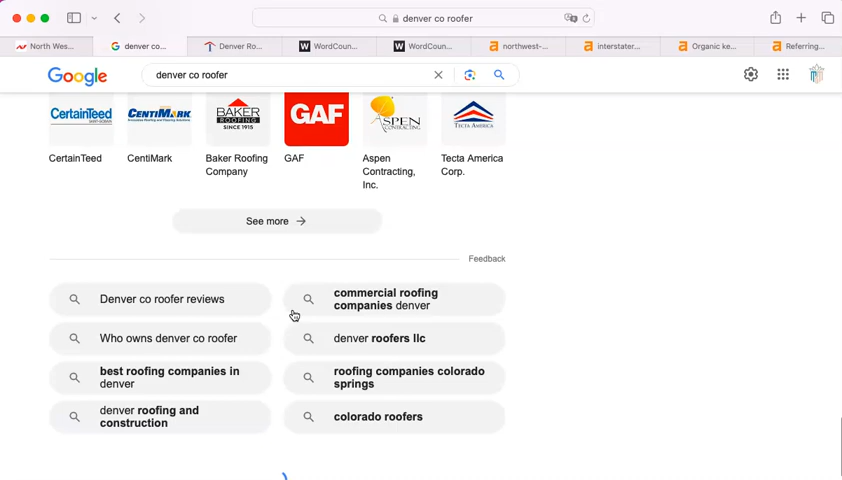 denver co roofer
North Wes...
denver co...
Denver Ro...
WordCoun...
WordCoun...
northwest-...
interstater...
Organic ke...
Referring...
Google
denver co roofer
CertainTeed
SAINT-GOBAIN
CENTIMARK
BAKER
ROOFING
SINCE 1915
GAF
ASPEN
CONTRACTING
TECTA AMERICA
CertainTeed
CentiMark
Baker Roofing
Company
GAF
Aspen
Contracting,
Inc.
Tecta America
Corp.
See more
Feedback
Denver co roofer reviews
commercial roofing
companies denver
Who owns denver co roofer
denver roofers llc
best roofing companies in
denver
roofing companies colorado
springs
denver roofing and
construction
colorado roofers